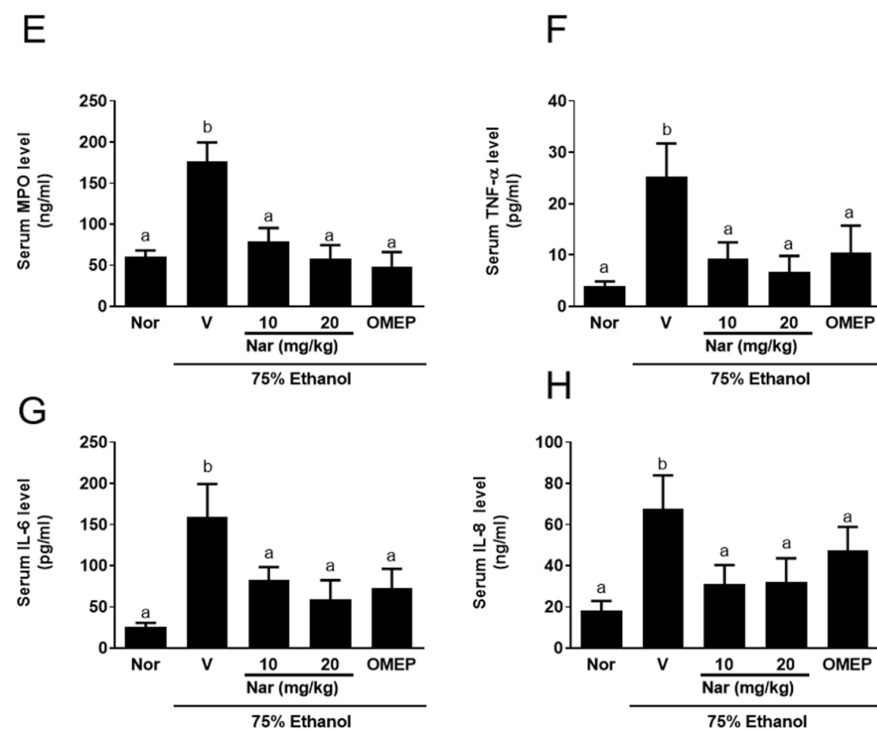 E
Serum MPO level
(ng/ml)
250
200
150
100
50
0
a
b
a
a
a
Nor
V
10
20
OMEP
Nar (mg/kg)
75% Ethanol
F
Serum TNF-α level
(pg/ml)
40
30
20
10
0
a
b
a
a
a
Nor
V
10
20
OMEP
Nar (mg/kg)
75% Ethanol
G
Serum IL-6 level
(pg/ml)
250
200
150
100
50
0
a
b
a
a
a
Nor
V
10
20
OMEP
Nar (mg/kg)
75% Ethanol
H
Serum IL-8 level
(ng/ml)
100
80
60
40
20
0
a
b
a
a
a
Nor
V
10
20
OMEP
Nar (mg/kg)
75% Ethanol